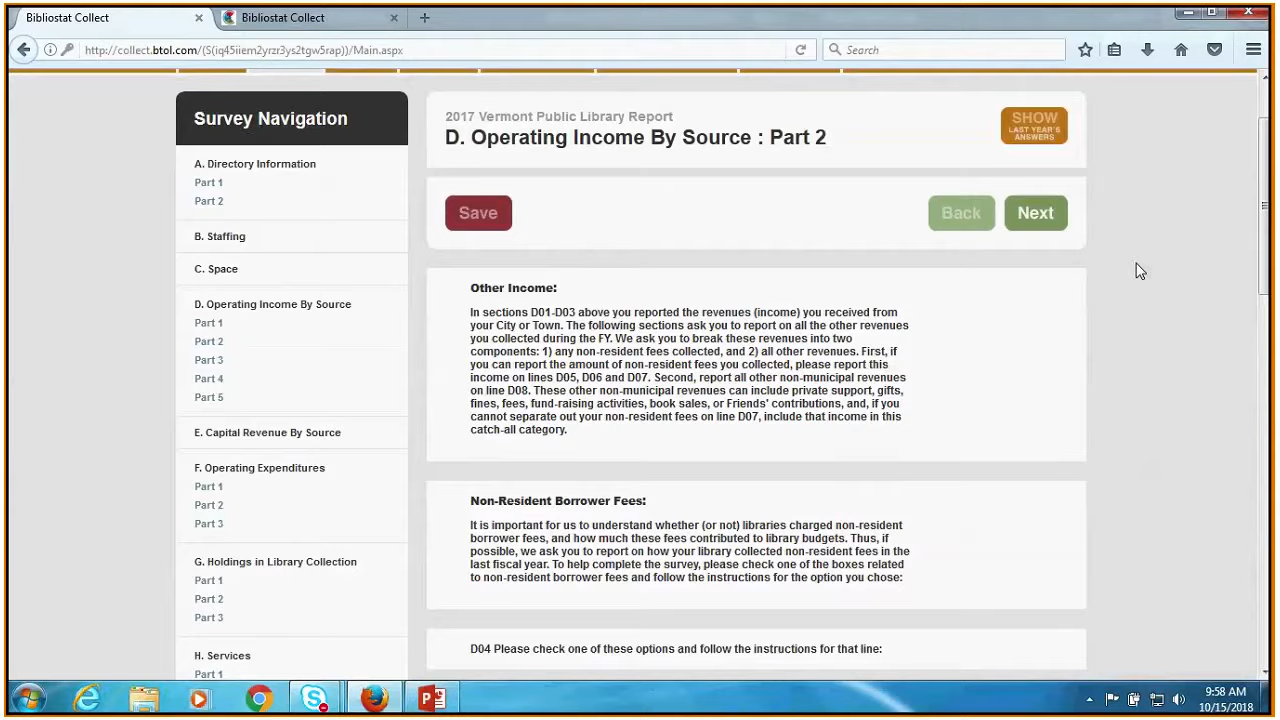 Bibliostat Collect
Bibliostat Collect
http://collect.btol.com/(S(iq45iiem2yrzr3ys2tgw5rap))/Main.aspx
Search
Survey Navigation
A. Directory Information
Part 1
Part 2
B. Staffing
C. Space
D. Operating Income By Source
Part 1
Part 2
Part 3
Part 4
Part 5
E. Capital Revenue By Source
F. Operating Expenditures
Part 1
Part 2
Part 3
G. Holdings in Library Collection
Part 1
Part 2
Part 3
H. Services
Part 1
2017 Vermont Public Library Report
D. Operating Income By Source : Part 2
SHOW
LAST YEAR'S
ANSWERS
Save
Back
Next
Other Income:
In sections D01-D03 above you reported the revenues (income) you received from
your City or Town. The following sections ask you to report on all the other revenues
you collected during the FY. We ask you to break these revenues into two
components: 1) any non-resident fees collected, and 2) all other revenues. First, if
you can report the amount of non-resident fees you collected, please report this
income on lines D05, D06 and D07. Second, report all other non-municipal revenues
on line D08. These other non-municipal revenues can include private support, gifts,
fines, fees, fund-raising activities, book sales, or Friends' contributions, and, if you
cannot separate out your non-resident fees on line D07, include that income in this
catch-all category.
Non-Resident Borrower Fees:
It is important for us to understand whether (or not) libraries charged non-resident
borrower fees, and how much these fees contributed to library budgets. Thus, if
possible, we ask you to report on how your library collected non-resident fees in the
last fiscal year. To help complete the survey, please check one of the boxes related
to non-resident borrower fees and follow the instructions for the option you chose:
D04 Please check one of these options and follow the instructions for that line:
9:58 AM
10/15/2018